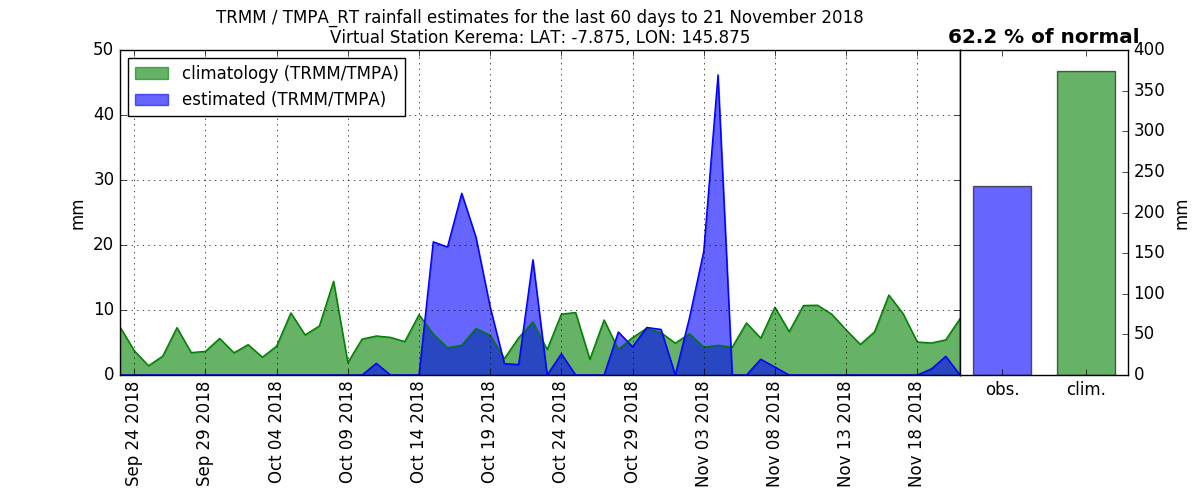 TRMM / TMPA_RT rainfall estimates for the last 60 days to 21 November 2018
Virtual Station Kerema: LAT: -7.875, LON: 145.875
62.2 % of normal
climatology (TRMM/TMPA)
estimated (TRMM/TMPA)
50
40
30
20
10
0
mm
Sep 24 2018
Sep 29 2018
Oct 04 2018
Oct 09 2018
Oct 14 2018
Oct 19 2018
Oct 24 2018
Oct 29 2018
Nov 03 2018
Nov 08 2018
Nov 13 2018
Nov 18 2018
obs.
clim.
400
350
300
250
200
150
100
50
0
mm